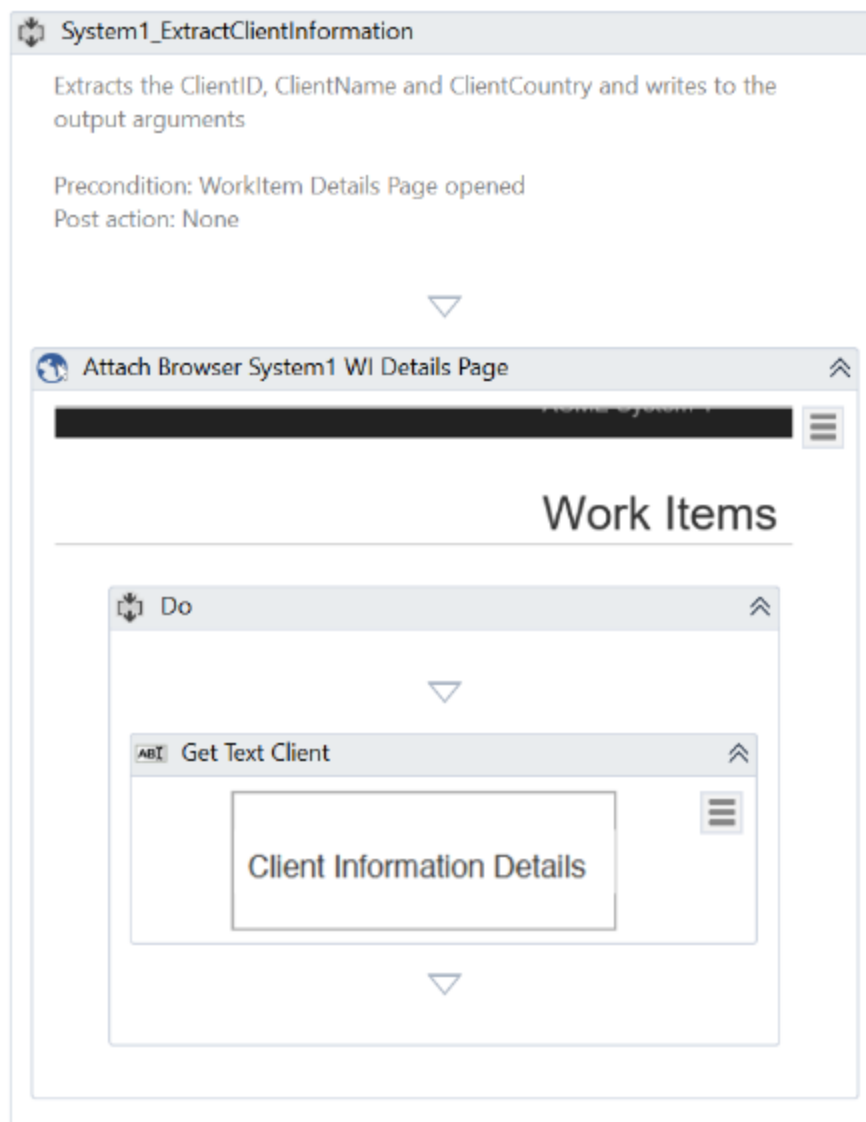 System1_ExtractClientInformation
Extracts the ClientID, ClientName and ClientCountry and writes to the
output arguments
Precondition: WorkItem Details Page opened
Post action: None
Attach Browser System1 WI Details Page
Work Items
Do
ABI Get Text Client
Client Information Details